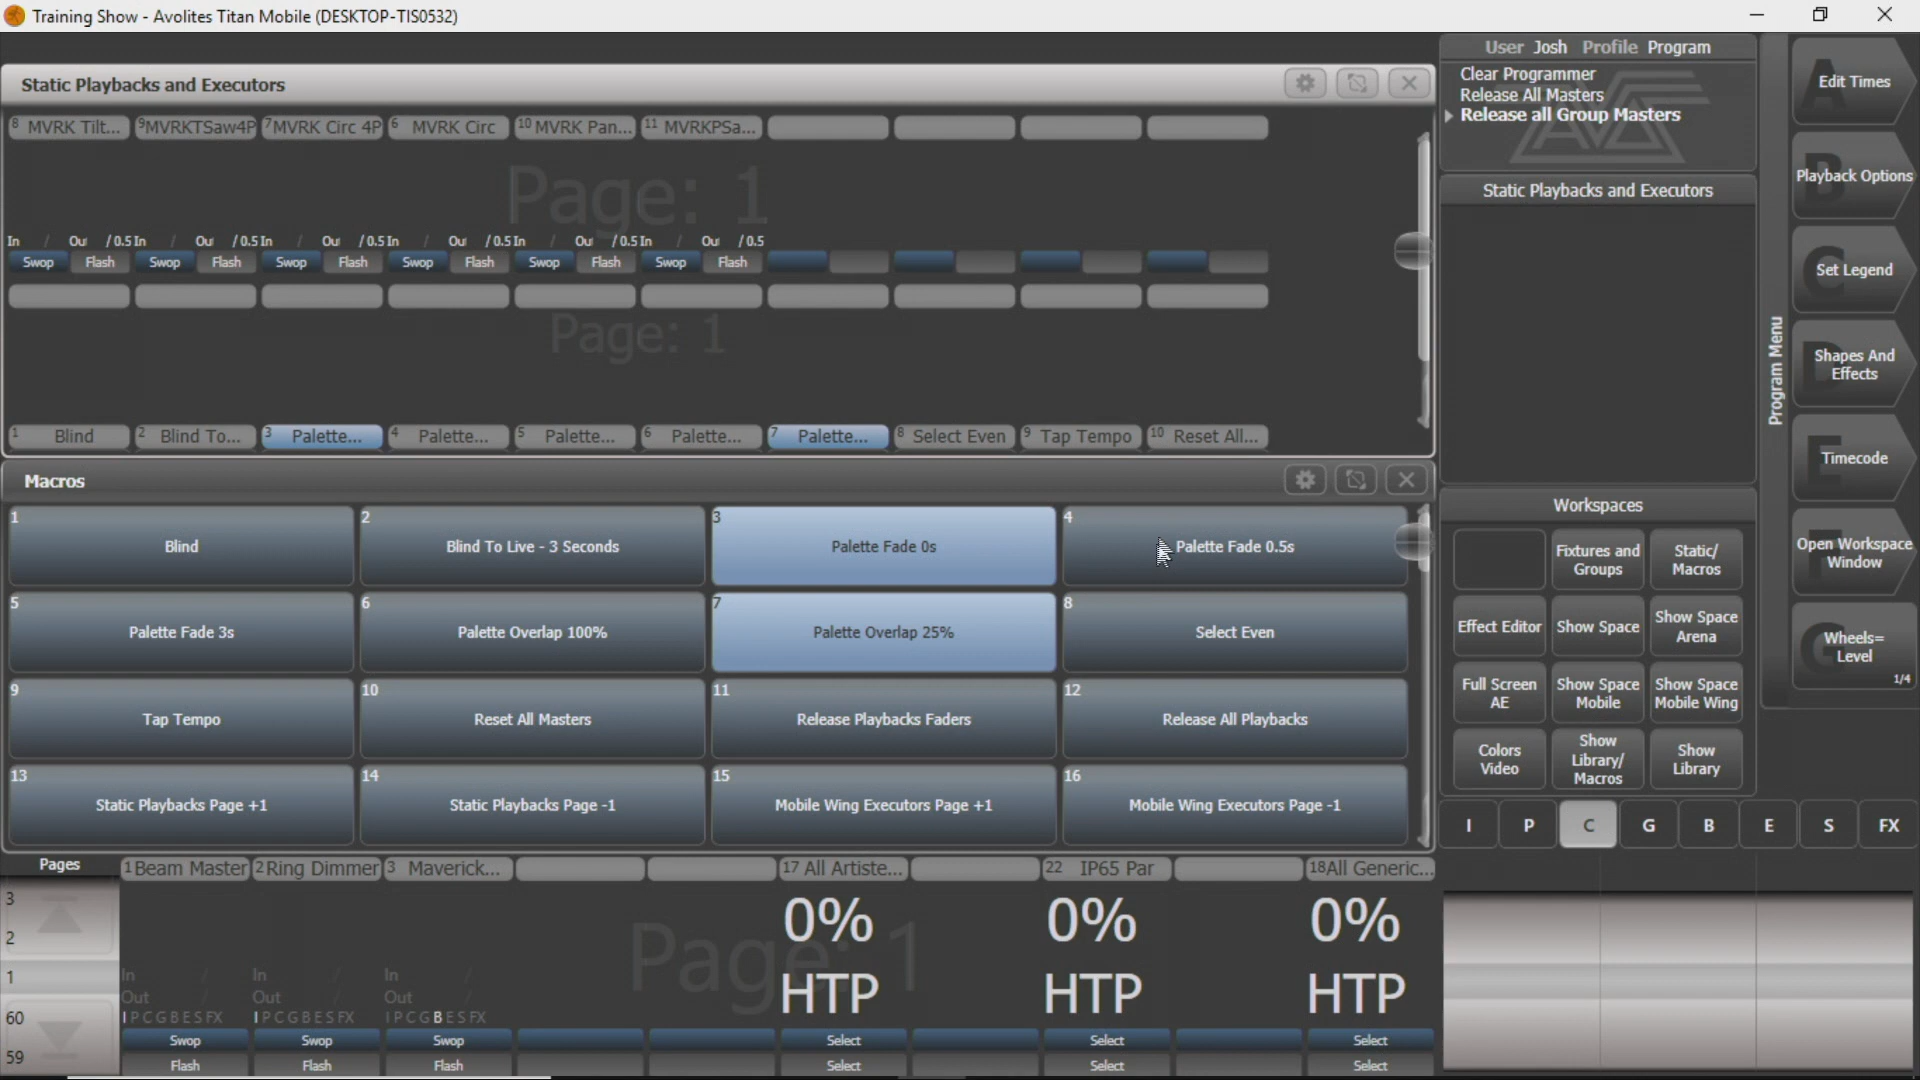 Training Show - Avolites Titan Mobile (DESKTOP-TIS0532)
Static Playbacks and Executors
8 MVRK Tilt... 9MVRKTSaw4P 7MVRK Circ 4P 6 MVRK Circ 10 MVRK Pan... 11 MVRKPSa...
Page: 1
In / Out /0.5 In / Out /0.5 In / Out /0.5 In / Out /0.5 In / Out /0.5 In / Out /0.5
Swop Flash Swop Flash Swop Flash Swop Flash Swop Flash Swop Flash
Page: 1
1 Blind 2 Blind To... 3 Palette... 4 Palette... 5 Palette... 6 Palette... 7 Palette... 8 Select Even 9 Tap Tempo 10 Reset All...
Macros
1 Blind 2 Blind To Live - 3 Seconds 3 Palette Fade 0s 4 Palette Fade 0.5s
5 Palette Fade 3s 6 Palette Overlap 100% 7 Palette Overlap 25% 8 Select Even
9 Tap Tempo 10 Reset All Masters 11 Release Playbacks Faders 12 Release All Playbacks
13 Static Playbacks Page +1 14 Static Playbacks Page -1 15 Mobile Wing Executors Page +1 16 Mobile Wing Executors Page -1
Pages
3
2
1
60
59
1Beam Master 2Ring Dimmer 3 Maverick... 17 All Artiste... 22 IP65 Par 18All Generic...
Page: 1
0% 0% 0%
HTP HTP HTP
In / In / In /
Out / Out / Out /
IPCGBESFX IPCGBESFX IPCGBESFX
Swop Swop Swop Select Select Select
Flash Flash Flash Select Select Select
User Josh Profile Program
Clear Programmer
Release All Masters
Release all Group Masters
Static Playbacks and Executors
Workspaces
Fixtures and Groups
Static/ Macros
Effect Editor
Show Space
Show Space Arena
Full Screen AE
Show Space Mobile
Show Space Mobile Wing
Colors Video
Show Library/ Macros
Show Library
I P C G B E S FX
Program Menu
A Edit Times
B Playback Options
C Set Legend
D Shapes And Effects
E Timecode
F Open Workspace Window
G Wheels= Level
1/4